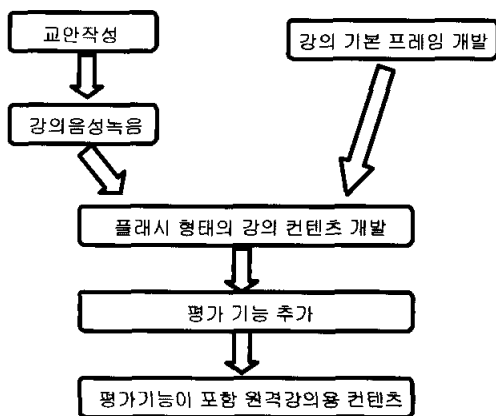 교안작성
강의 기본 프레임 개발
강의음성녹음
플래시 형태의 강의 컨텐츠 개발
평가 기능 추가
평가기능이 포함 원격강의용 컨텐츠